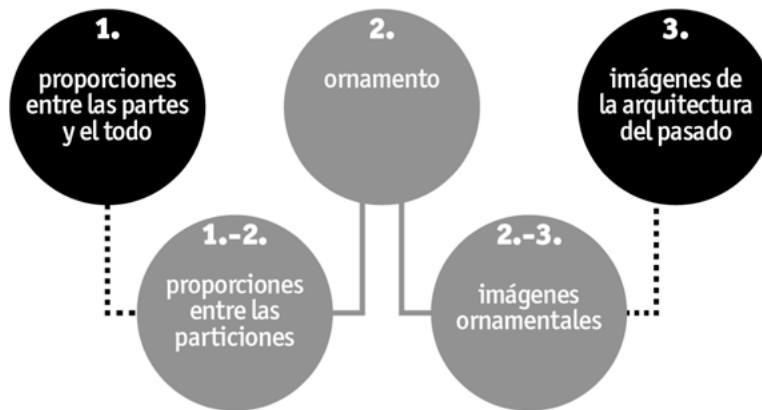 1.
proporciones
entre las partes
y el todo
2.
ornamento
3.
imágenes de
la arquitectura
del pasado
1.-2.
proporciones
entre las
particiones
2.-3.
imágenes
ornamentales